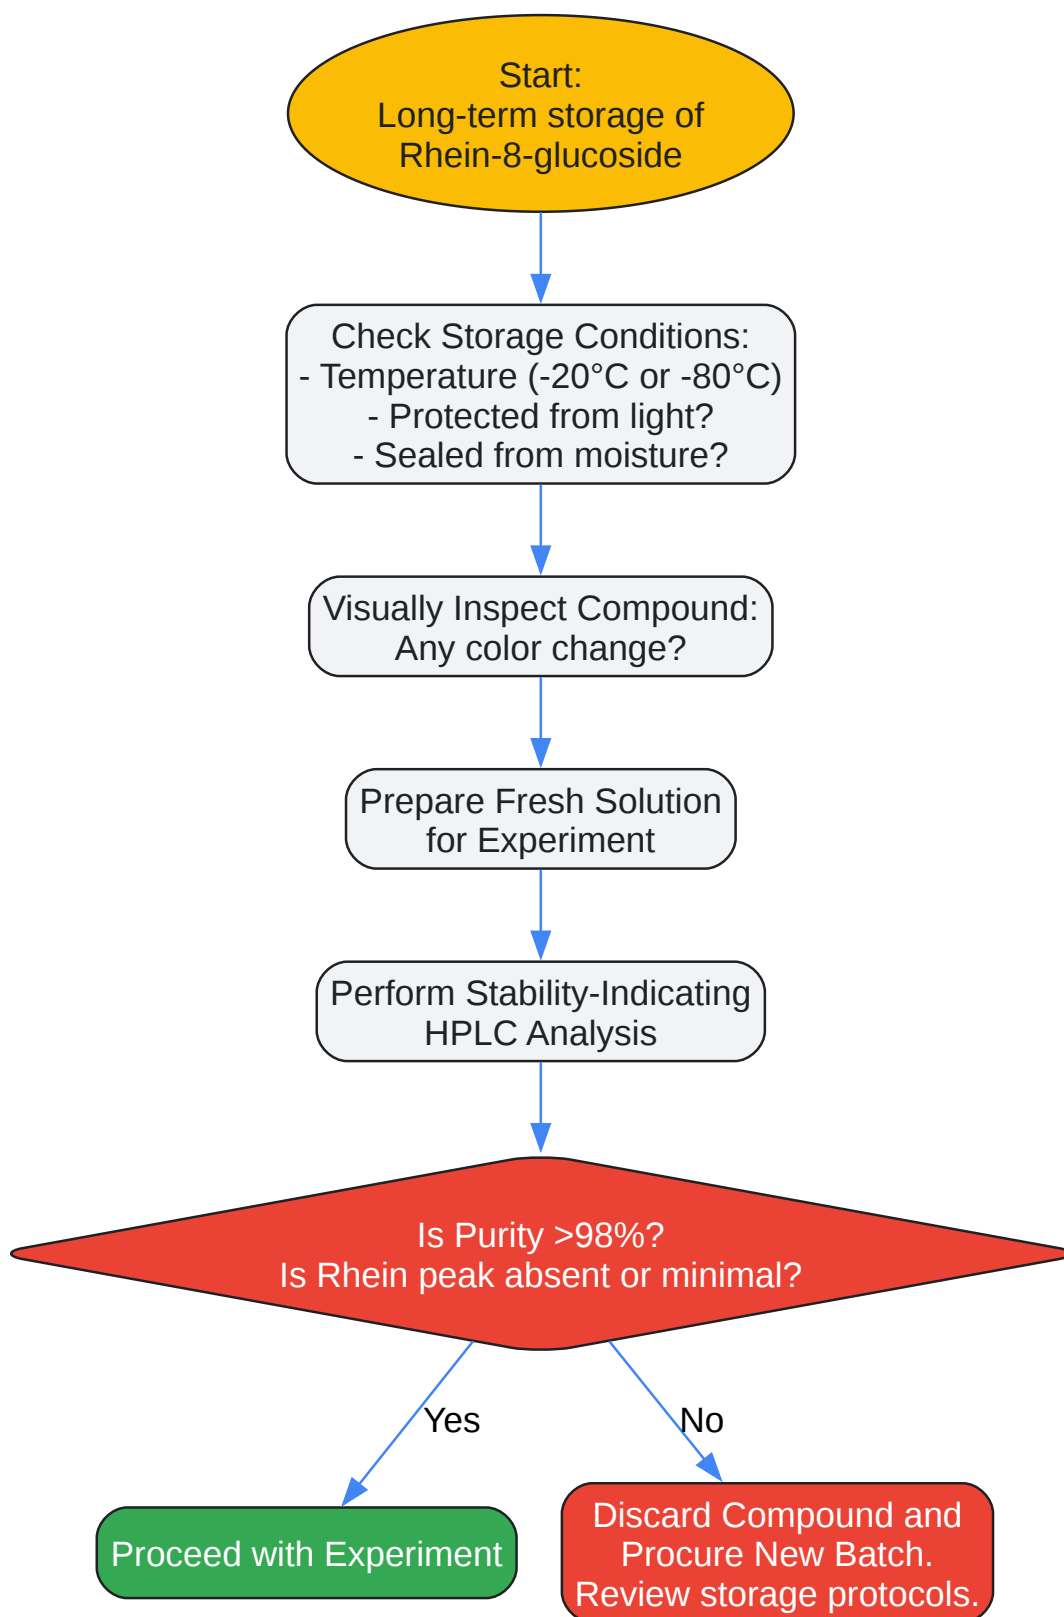 Start:
Long-term storage of
Rhein-8-glucoside
Check Storage Conditions:
- Temperature (-20°C or -80°C)
- Protected from light?
- Sealed from moisture?
Visually Inspect Compound:
Any color change?
Prepare Fresh Solution
for Experiment
Perform Stability-Indicating
HPLC Analysis
Is Purity >98%?
Is Rhein peak absent or minimal?
Yes
No
Proceed with Experiment
Discard Compound and
Procure New Batch.
Review storage protocols.